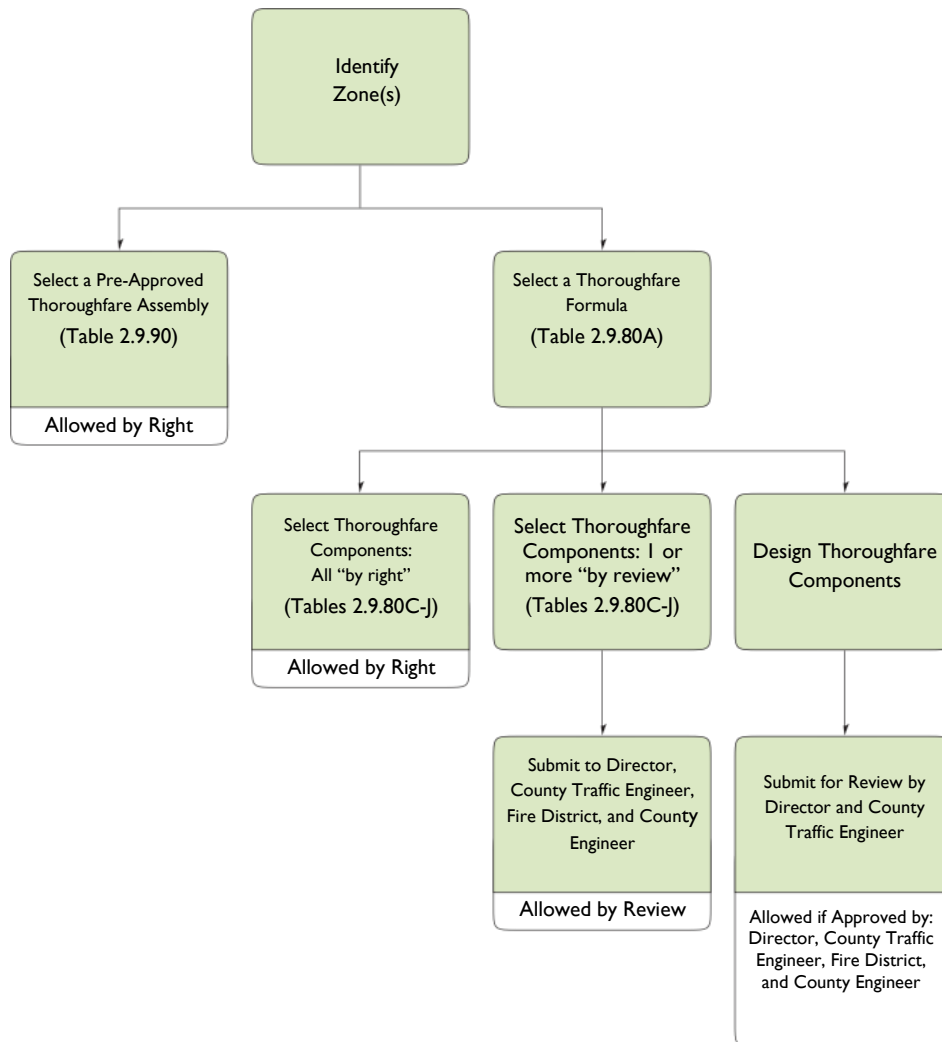 Identify
Zone(s)
Select a Pre-Approved
Thoroughfare Assembly
(Table 2.9.90)
Allowed by Right
Select a Thoroughfare
Formula
(Table 2.9.80A)
Select Thoroughfare
Components:
All “by right”
(Tables 2.9.80C-J)
Allowed by Right
Select Thoroughfare
Components: 1 or
more “by review”
(Tables 2.9.80C-J)
Design Thoroughfare
Components
Submit to Director,
County Traffic Engineer,
Fire District, and County
Engineer
Allowed by Review
Submit for Review by
Director and County
Traffic Engineer
Allowed if Approved by:
Director, County Traffic
Engineer, Fire District,
and County Engineer